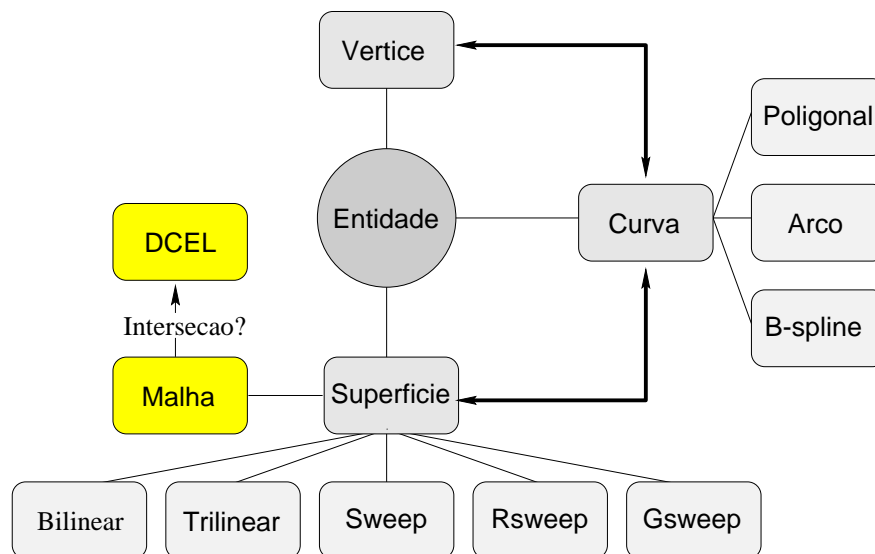 Vertice
Poligonal
Entidade
Curva
Arco
DCEL
Intersecao?
B-spline
Malha
Superficie
Bilinear
Trilinear
Sweep
Rsweep
Gsweep